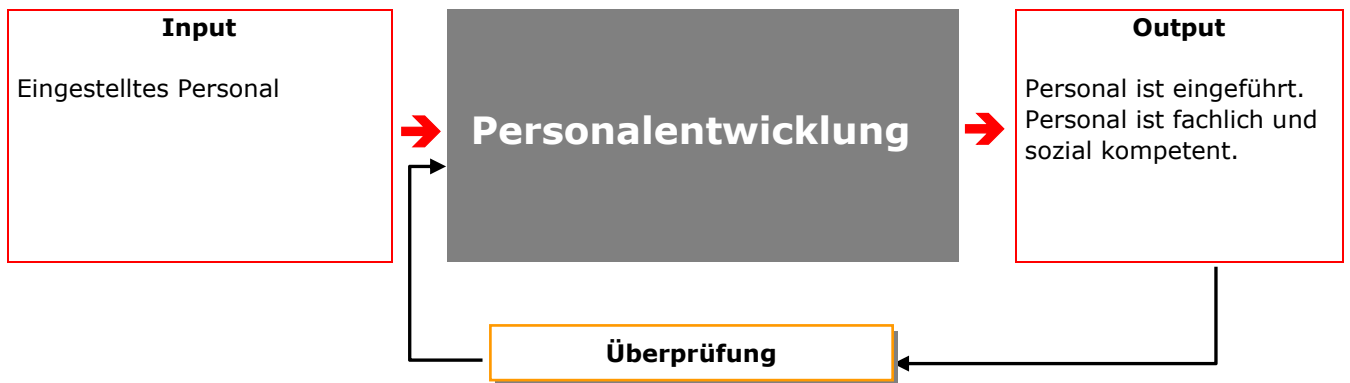 Input
Eingestelltes Personal
Personalentwicklung
Output
Personal ist eingeführt.
Personal ist fachlich und
sozial kompetent.
Überprüfung